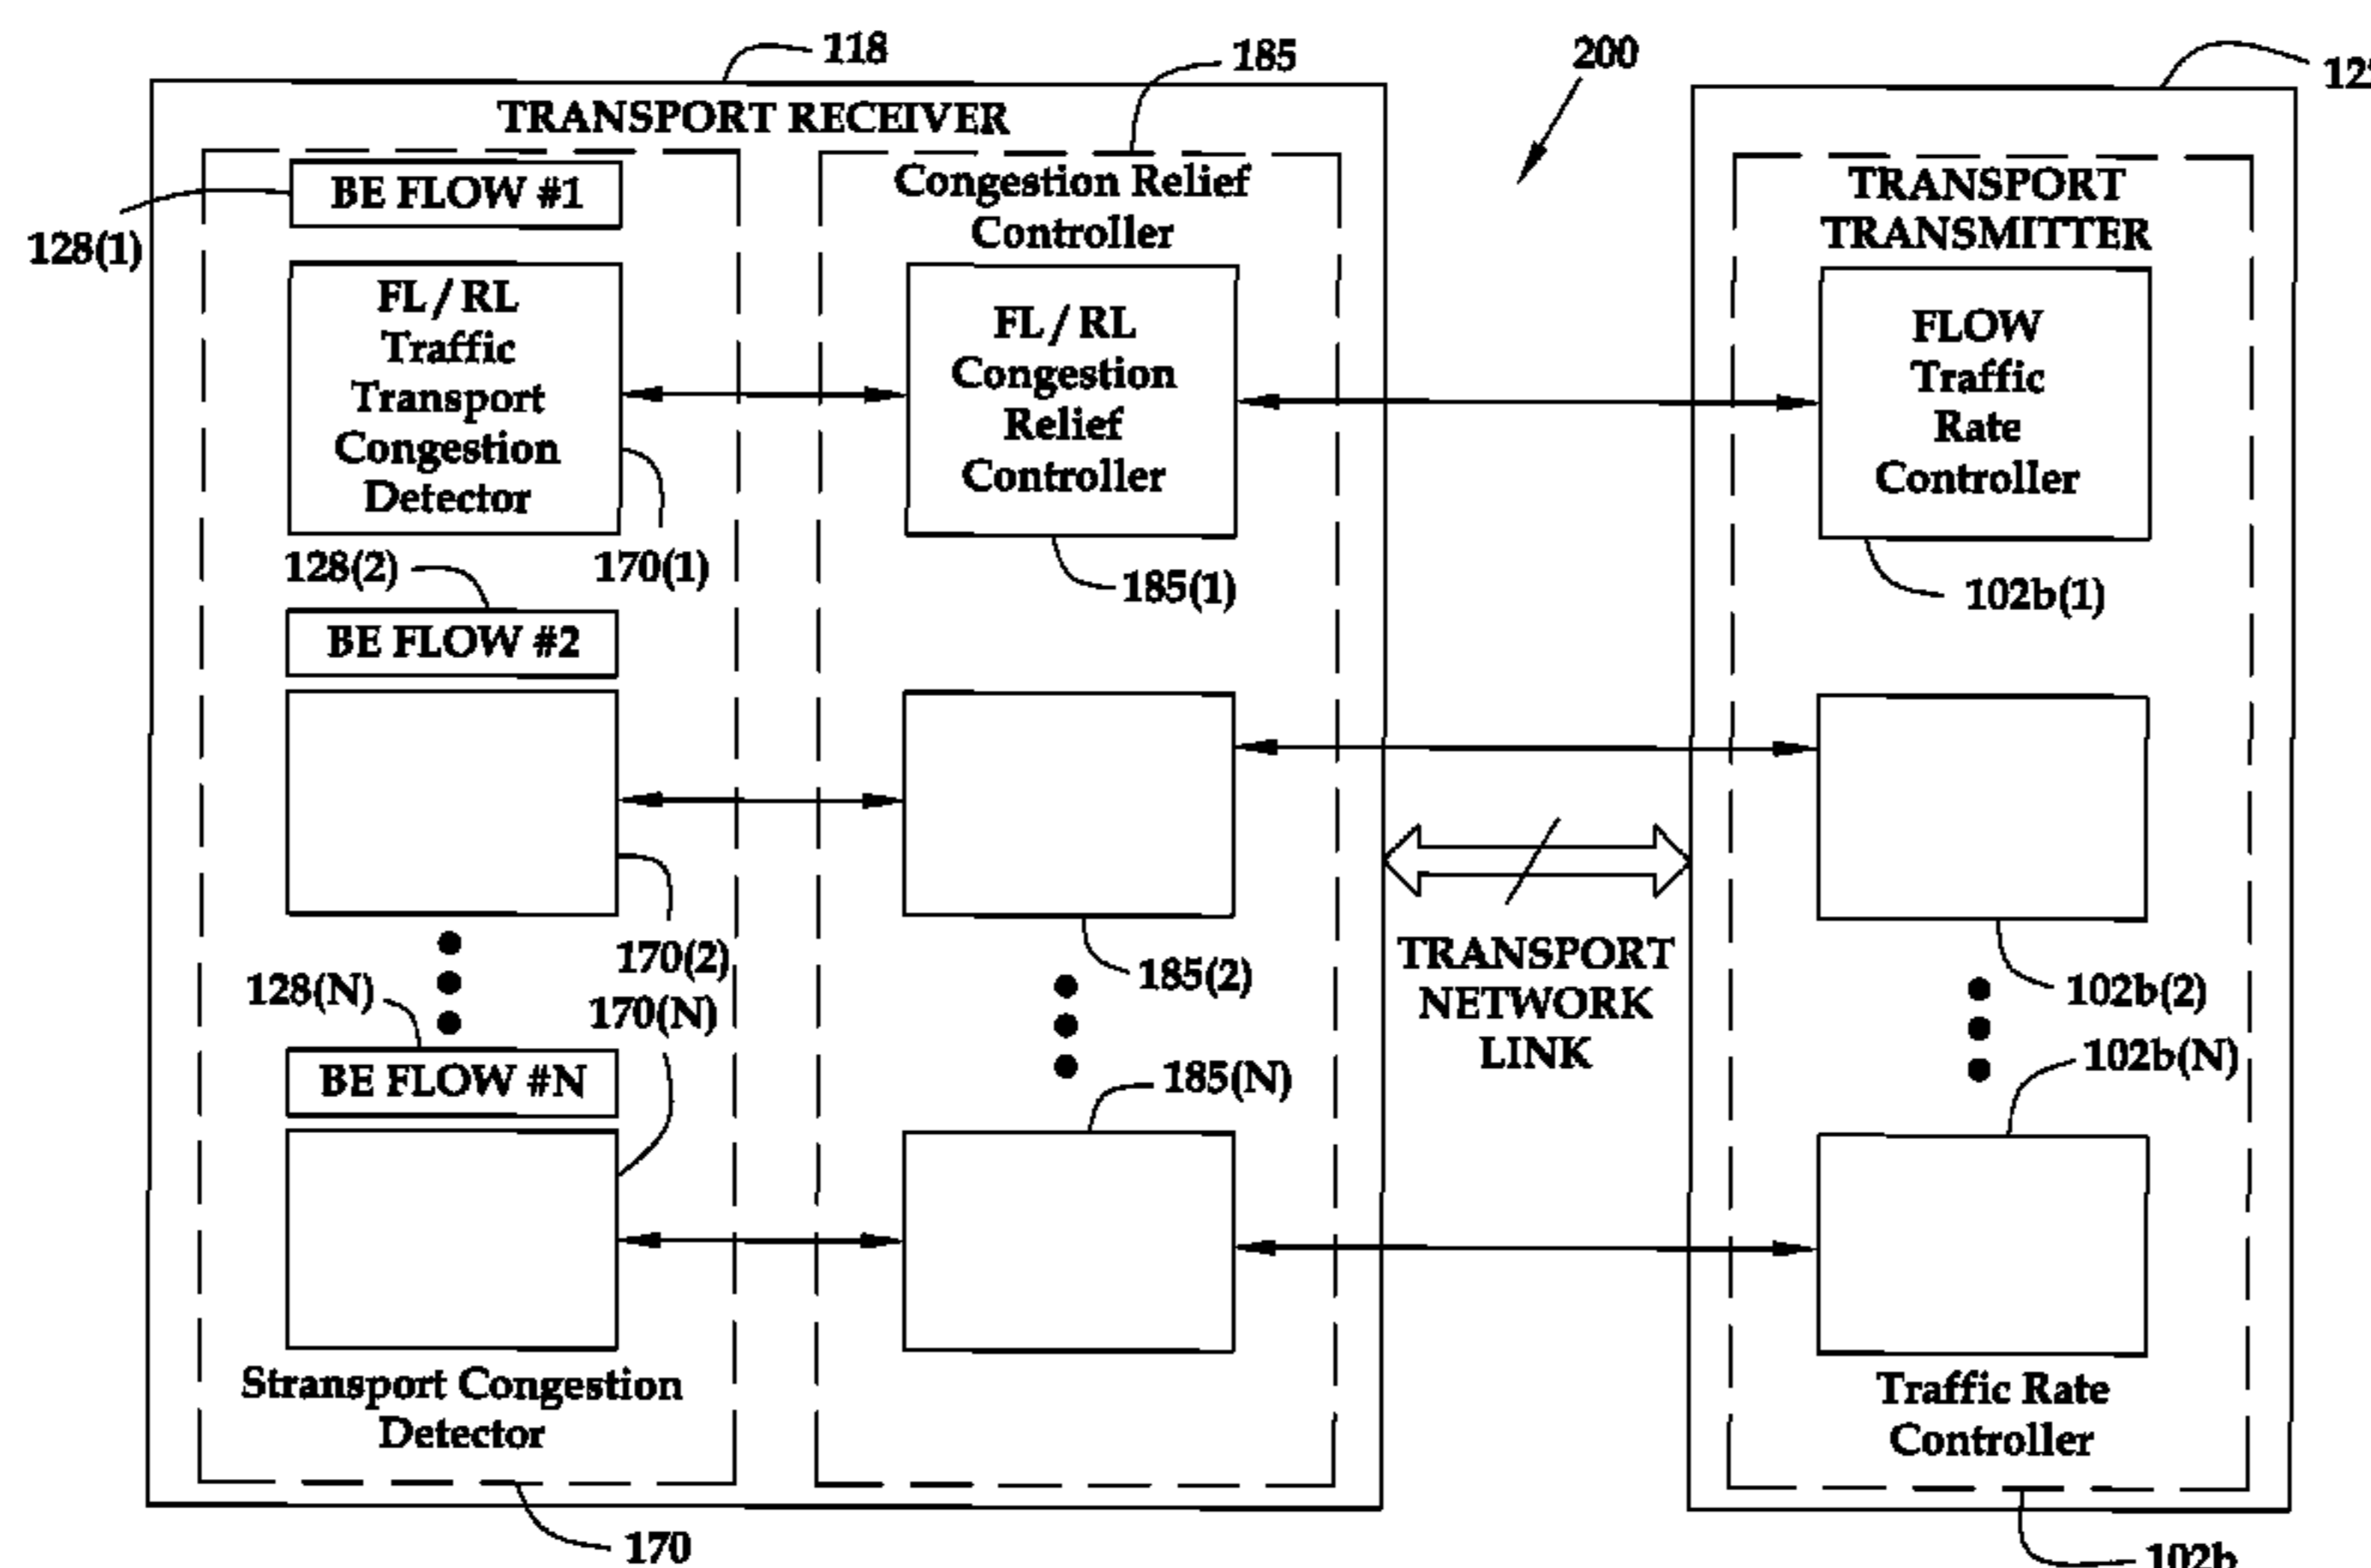 118
185
200
TRANSPORT RECEIVER
BE FLOW #1
128(1)
Congestion Relief
Controller
TRANSPORT
TRANSMITTER
FL/RL
Traffic
Transport
Congestion
Detector
170(1)
FL/RL
Congestion
Relief
Controller
185(1)
FLOW
Traffic
Rate
Controller
102b(1)
128(2)
BE FLOW #2
170(2)
185(2)
TRANSPORT
NETWORK
LINK
102b(2)
128(N)
170(N)
BE FLOW #N
185(N)
102b(N)
Stransport Congestion
Detector
Traffic Rate
Controller
170
102b